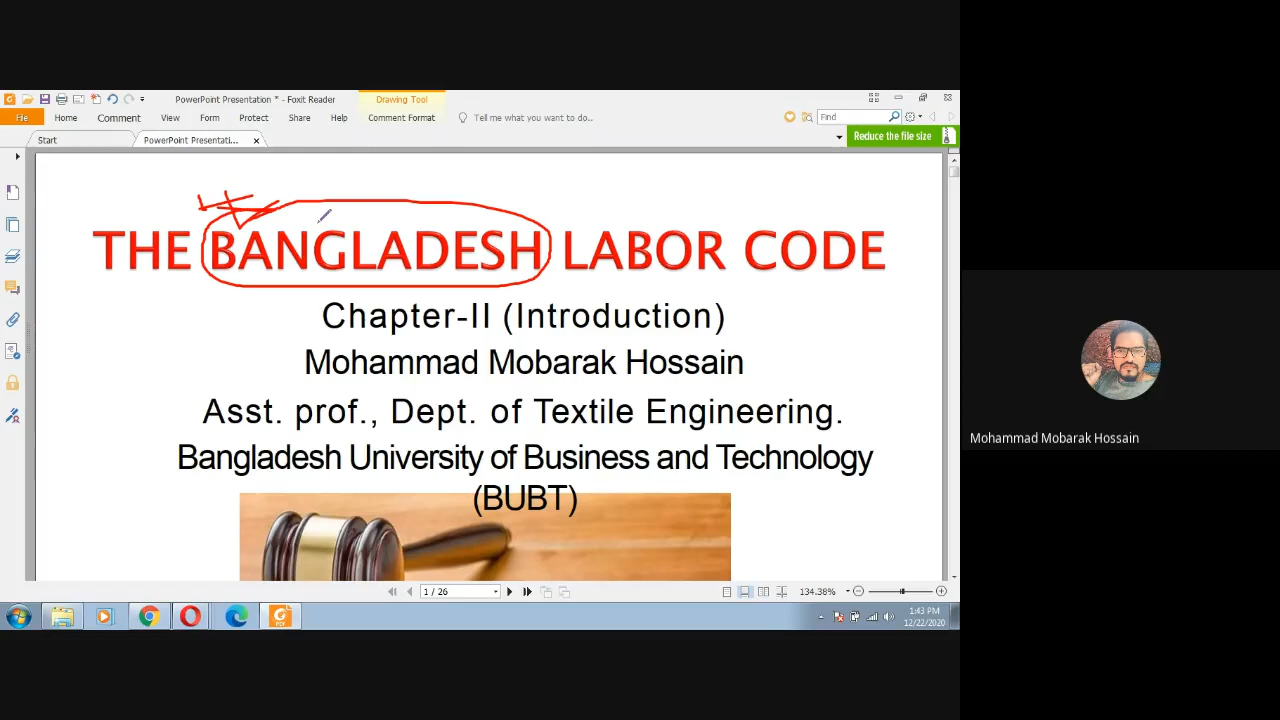 PowerPoint Presentation * - Foxit Reader
Drawing Tool
File Home Comment View Form Protect Share Help Comment Format Tell me what you want to do.. Find
Start PowerPoint Presentati... Reduce the file size
THE BANGLADESH LABOR CODE
Chapter-II (Introduction)
Mohammad Mobarak Hossain
Asst. prof., Dept. of Textile Engineering.
Bangladesh University of Business and Technology
(BUBT)
Mohammad Mobarak Hossain
1 / 26 134.38%
PDF
1:43 PM
12/22/2020